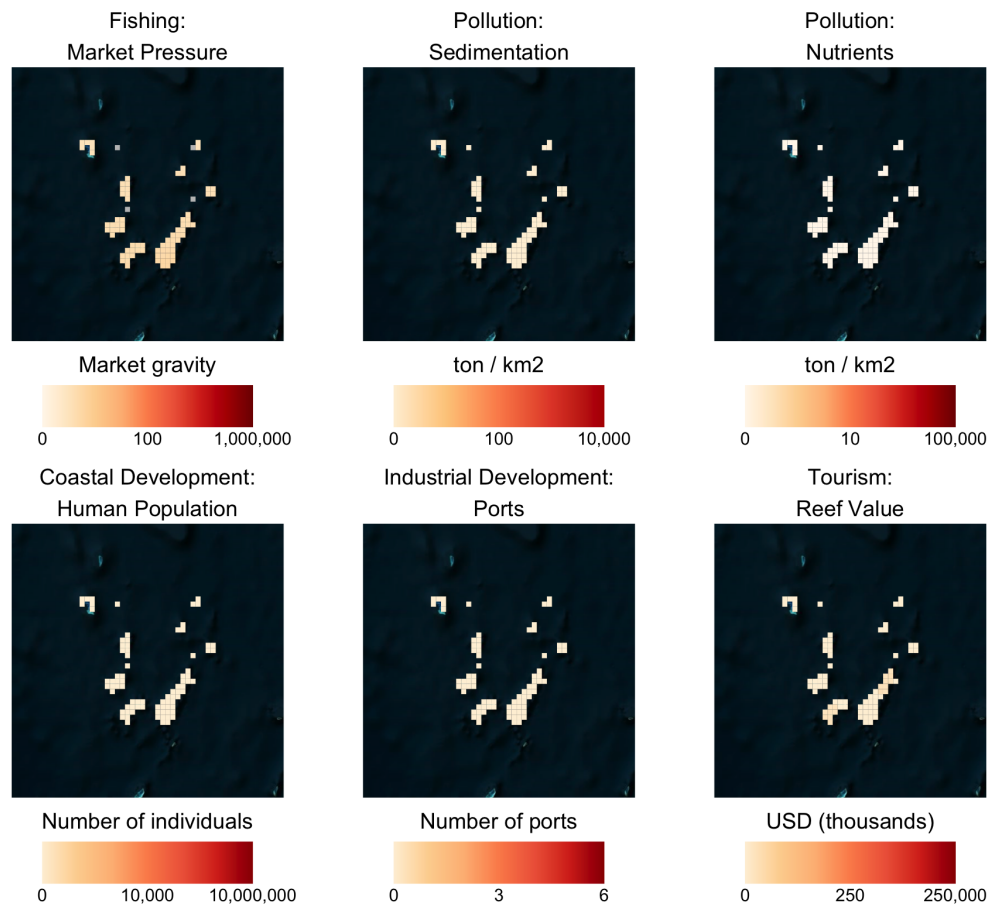 Fishing:
Market Pressure
Pollution:
Sedimentation
Pollution:
Nutrients
Market gravity
0 100 1,000,000
ton / km2
0 100 10,000
ton / km2
0 10 100,000
Coastal Development:
Human Population
Industrial Development:
Ports
Tourism:
Reef Value
Number of individuals
0 10,000 10,000,000
Number of ports
0 3 6
USD (thousands)
0 250 250,000